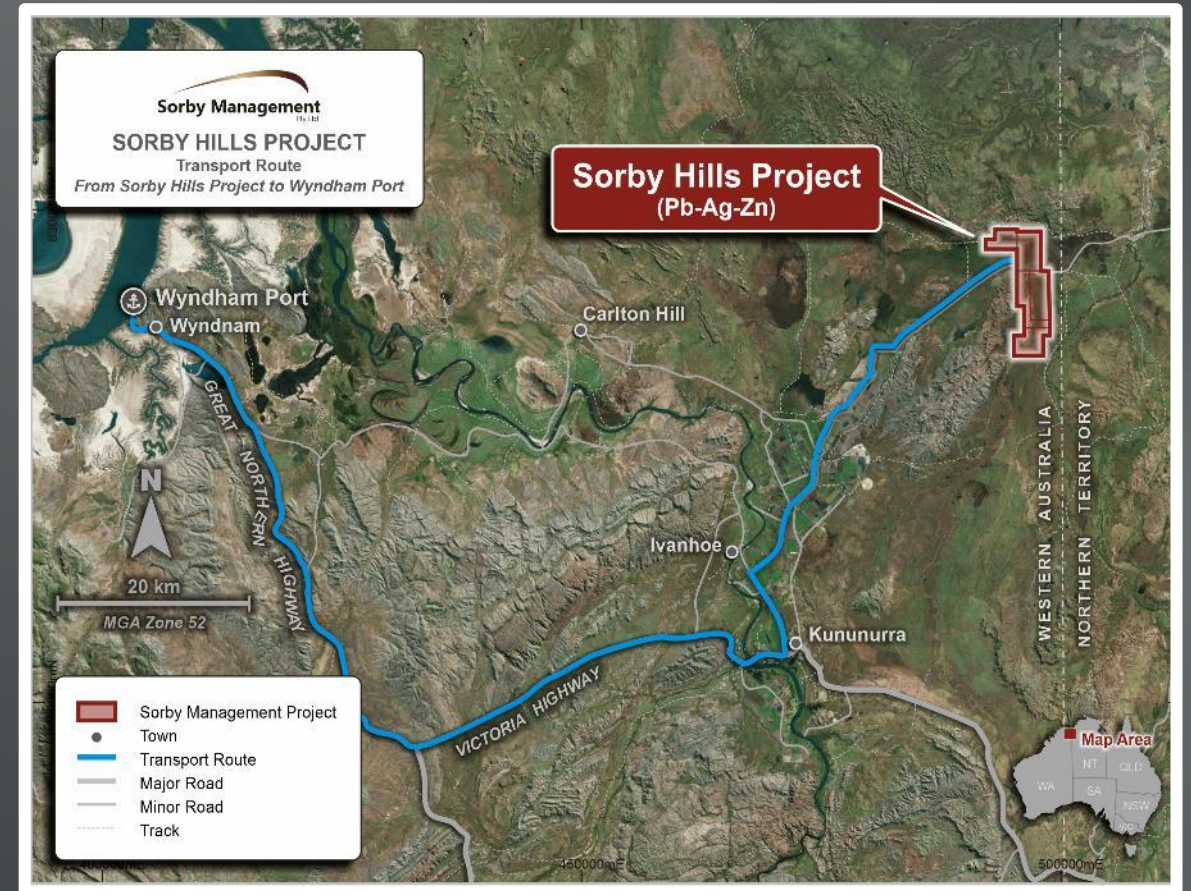 Sorby Management
Pty Ltd
SORBY HILLS PROJECT
Transport Route
From Sorby Hills Project to Wyndham Port
Sorby Hills Project
(Pb-Ag-Zn)
Wyndham Port
Wyndnam
Carlton Hill
GREAT NORTHERN HIGHWAY
WESTERN AUSTRALIA
NORTHERN TERRITORY
N
Ivanhoe
20 km
MGA Zone 52
Kununurra
VICTORIA HIGHWAY
Sorby Management Project
Town
Transport Route
Major Road
Minor Road
Track
Map Area
NT
QLD
WA
SA
NSW
450000mE
500000mE